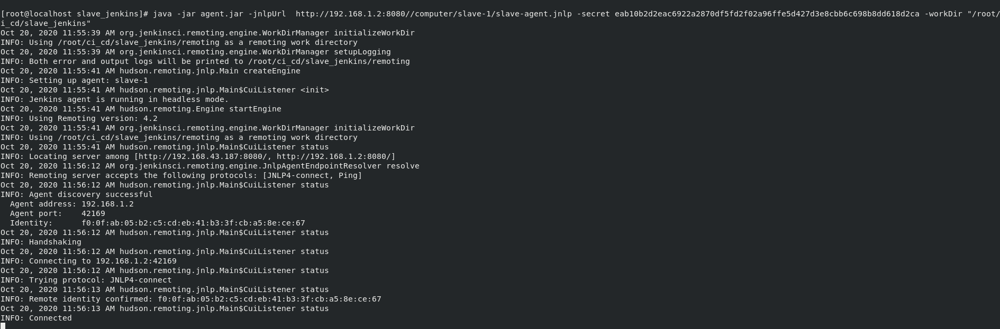 [root@localhost slave_jenkins]# java -jar agent.jar -jnlpUrl  http://192.168.1.2:8080//computer/slave-1/slave-agent.jnlp -secret eab10b2d2eac6922a2870df5fd2f02a96ffe5d427d3e8cbb6c698b8dd618d2ca -workDir "/root/
i_cd/slave_jenkins"
Oct 20, 2020 11:55:39 AM org.jenkinsci.remoting.engine.WorkDirManager initializeWorkDir
INFO: Using /root/ci_cd/slave_jenkins/remoting as a remoting work directory
Oct 20, 2020 11:55:39 AM org.jenkinsci.remoting.engine.WorkDirManager setupLogging
INFO: Both error and output logs will be printed to /root/ci_cd/slave_jenkins/remoting
Oct 20, 2020 11:55:41 AM hudson.remoting.jnlp.Main createEngine
INFO: Setting up agent: slave-1
Oct 20, 2020 11:55:41 AM hudson.remoting.jnlp.Main$CuiListener <init>
INFO: Jenkins agent is running in headless mode.
Oct 20, 2020 11:55:41 AM hudson.remoting.Engine startEngine
INFO: Using Remoting version: 4.2
Oct 20, 2020 11:55:41 AM org.jenkinsci.remoting.engine.WorkDirManager initializeWorkDir
INFO: Using /root/ci_cd/slave_jenkins/remoting as a remoting work directory
Oct 20, 2020 11:55:41 AM hudson.remoting.jnlp.Main$CuiListener status
INFO: Locating server among [http://192.168.43.187:8080/, http://192.168.1.2:8080/]
Oct 20, 2020 11:56:12 AM org.jenkinsci.remoting.engine.JnlpAgentEndpointResolver resolve
INFO: Remoting server accepts the following protocols: [JNLP4-connect, Ping]
Oct 20, 2020 11:56:12 AM hudson.remoting.jnlp.Main$CuiListener status
INFO: Agent discovery successful
  Agent address: 192.168.1.2
  Agent port:    42169
  Identity:      f0:0f:ab:05:b2:c5:cd:eb:41:b3:3f:cb:a5:8e:ce:67
Oct 20, 2020 11:56:12 AM hudson.remoting.jnlp.Main$CuiListener status
INFO: Handshaking
Oct 20, 2020 11:56:12 AM hudson.remoting.jnlp.Main$CuiListener status
INFO: Connecting to 192.168.1.2:42169
Oct 20, 2020 11:56:12 AM hudson.remoting.jnlp.Main$CuiListener status
INFO: Trying protocol: JNLP4-connect
Oct 20, 2020 11:56:13 AM hudson.remoting.jnlp.Main$CuiListener status
INFO: Remote identity confirmed: f0:0f:ab:05:b2:c5:cd:eb:41:b3:3f:cb:a5:8e:ce:67
Oct 20, 2020 11:56:13 AM hudson.remoting.jnlp.Main$CuiListener status
INFO: Connected